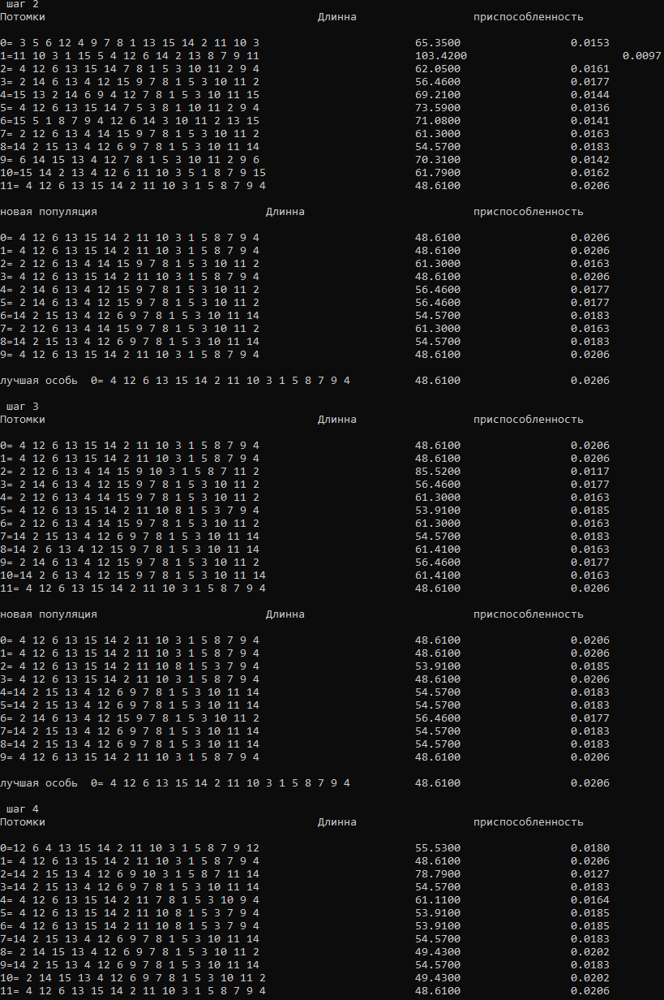 шаг 2
Потомки Длинна приспособленность
0= 3 5 6 12 4 9 7 8 1 13 15 14 2 11 10 3 65.3500 0.0153
1=11 10 3 1 15 5 4 12 6 14 2 13 8 7 9 11 103.4200 0.0097
2= 4 12 6 13 15 14 7 8 1 5 3 10 11 2 9 4 62.0500 0.0161
3= 2 14 6 13 4 12 15 9 7 8 1 5 3 10 11 2 56.4600 0.0177
4=15 13 2 14 6 9 4 12 7 8 1 5 3 10 11 15 69.2100 0.0144
5= 4 12 6 13 15 14 7 5 3 8 1 10 11 2 9 4 73.5900 0.0136
6=15 5 1 8 7 9 4 12 6 14 3 10 11 2 13 15 71.0800 0.0141
7= 2 12 6 13 4 14 15 9 7 8 1 5 3 10 11 2 61.3000 0.0163
8=14 2 15 13 4 12 6 9 7 8 1 5 3 10 11 14 54.5700 0.0183
9= 6 14 15 13 4 12 7 8 1 5 3 10 11 2 9 6 70.3100 0.0142
10=15 14 2 13 4 12 6 11 10 3 5 1 8 7 9 15 61.7900 0.0162
11= 4 12 6 13 15 14 2 11 10 3 1 5 8 7 9 4 48.6100 0.0206
новая популяция Длинна приспособленность
0= 4 12 6 13 15 14 2 11 10 3 1 5 8 7 9 4 48.6100 0.0206
1= 4 12 6 13 15 14 2 11 10 3 1 5 8 7 9 4 48.6100 0.0206
2= 2 12 6 13 4 14 15 9 7 8 1 5 3 10 11 2 61.3000 0.0163
3= 4 12 6 13 15 14 2 11 10 3 1 5 8 7 9 4 48.6100 0.0206
4= 2 14 6 13 4 12 15 9 7 8 1 5 3 10 11 2 56.4600 0.0177
5= 2 14 6 13 4 12 15 9 7 8 1 5 3 10 11 2 56.4600 0.0177
6=14 2 15 13 4 12 6 9 7 8 1 5 3 10 11 14 54.5700 0.0183
7= 2 12 6 13 4 14 15 9 7 8 1 5 3 10 11 2 61.3000 0.0163
8=14 2 15 13 4 12 6 9 7 8 1 5 3 10 11 14 54.5700 0.0183
9= 4 12 6 13 15 14 2 11 10 3 1 5 8 7 9 4 48.6100 0.0206
лучшая особь 0= 4 12 6 13 15 14 2 11 10 3 1 5 8 7 9 4 48.6100 0.0206
шаг 3
Потомки Длинна приспособленность
0= 4 12 6 13 15 14 2 11 10 3 1 5 8 7 9 4 48.6100 0.0206
1= 4 12 6 13 15 14 2 11 10 3 1 5 8 7 9 4 48.6100 0.0206
2= 2 12 6 13 4 14 15 9 10 3 1 5 8 7 11 2 85.5200 0.0117
3= 2 14 6 13 4 12 15 9 7 8 1 5 3 10 11 2 56.4600 0.0177
4= 2 12 6 13 4 14 15 9 7 8 1 5 3 10 11 2 61.3000 0.0163
5= 4 12 6 13 15 14 2 11 10 8 1 5 3 7 9 4 53.9100 0.0185
6= 2 12 6 13 4 14 15 9 7 8 1 5 3 10 11 2 61.3000 0.0163
7=14 2 15 13 4 12 6 9 7 8 1 5 3 10 11 14 54.5700 0.0183
8=14 2 6 13 4 12 15 9 7 8 1 5 3 10 11 14 61.4100 0.0163
9= 2 14 6 13 4 12 15 9 7 8 1 5 3 10 11 2 56.4600 0.0177
10=14 2 6 13 4 12 15 9 7 8 1 5 3 10 11 14 61.4100 0.0163
11= 4 12 6 13 15 14 2 11 10 3 1 5 8 7 9 4 48.6100 0.0206
новая популяция Длинна приспособленность
0= 4 12 6 13 15 14 2 11 10 3 1 5 8 7 9 4 48.6100 0.0206
1= 4 12 6 13 15 14 2 11 10 3 1 5 8 7 9 4 48.6100 0.0206
2= 4 12 6 13 15 14 2 11 10 8 1 5 3 7 9 4 53.9100 0.0185
3= 4 12 6 13 15 14 2 11 10 3 1 5 8 7 9 4 48.6100 0.0206
4=14 2 15 13 4 12 6 9 7 8 1 5 3 10 11 14 54.5700 0.0183
5=14 2 15 13 4 12 6 9 7 8 1 5 3 10 11 14 54.5700 0.0183
6= 2 14 6 13 4 12 15 9 7 8 1 5 3 10 11 2 56.4600 0.0177
7=14 2 15 13 4 12 6 9 7 8 1 5 3 10 11 14 54.5700 0.0183
8=14 2 15 13 4 12 6 9 7 8 1 5 3 10 11 14 54.5700 0.0183
9= 4 12 6 13 15 14 2 11 10 3 1 5 8 7 9 4 48.6100 0.0206
лучшая особь 0= 4 12 6 13 15 14 2 11 10 3 1 5 8 7 9 4 48.6100 0.0206
шаг 4
Потомки Длинна приспособленность
0=12 6 4 13 15 14 2 11 10 3 1 5 8 7 9 12 55.5300 0.0180
1= 4 12 6 13 15 14 2 11 10 3 1 5 8 7 9 4 48.6100 0.0206
2=14 2 15 13 4 12 6 9 10 3 1 5 8 7 11 14 78.7900 0.0127
3=14 2 15 13 4 12 6 9 7 8 1 5 3 10 11 14 54.5700 0.0183
4= 4 12 6 13 15 14 2 11 7 8 1 5 3 10 9 4 61.1100 0.0164
5= 4 12 6 13 15 14 2 11 10 8 1 5 3 7 9 4 53.9100 0.0185
6= 4 12 6 13 15 14 2 11 10 8 1 5 3 7 9 4 53.9100 0.0185
7=14 2 15 13 4 12 6 9 7 8 1 5 3 10 11 14 54.5700 0.0183
8= 2 14 15 13 4 12 6 9 7 8 1 5 3 10 11 2 49.4300 0.0202
9=14 2 15 13 4 12 6 9 7 8 1 5 3 10 11 14 54.5700 0.0183
10= 2 14 15 13 4 12 6 9 7 8 1 5 3 10 11 2 49.4300 0.0202
11= 4 12 6 13 15 14 2 11 10 3 1 5 8 7 9 4 48.6100 0.0206